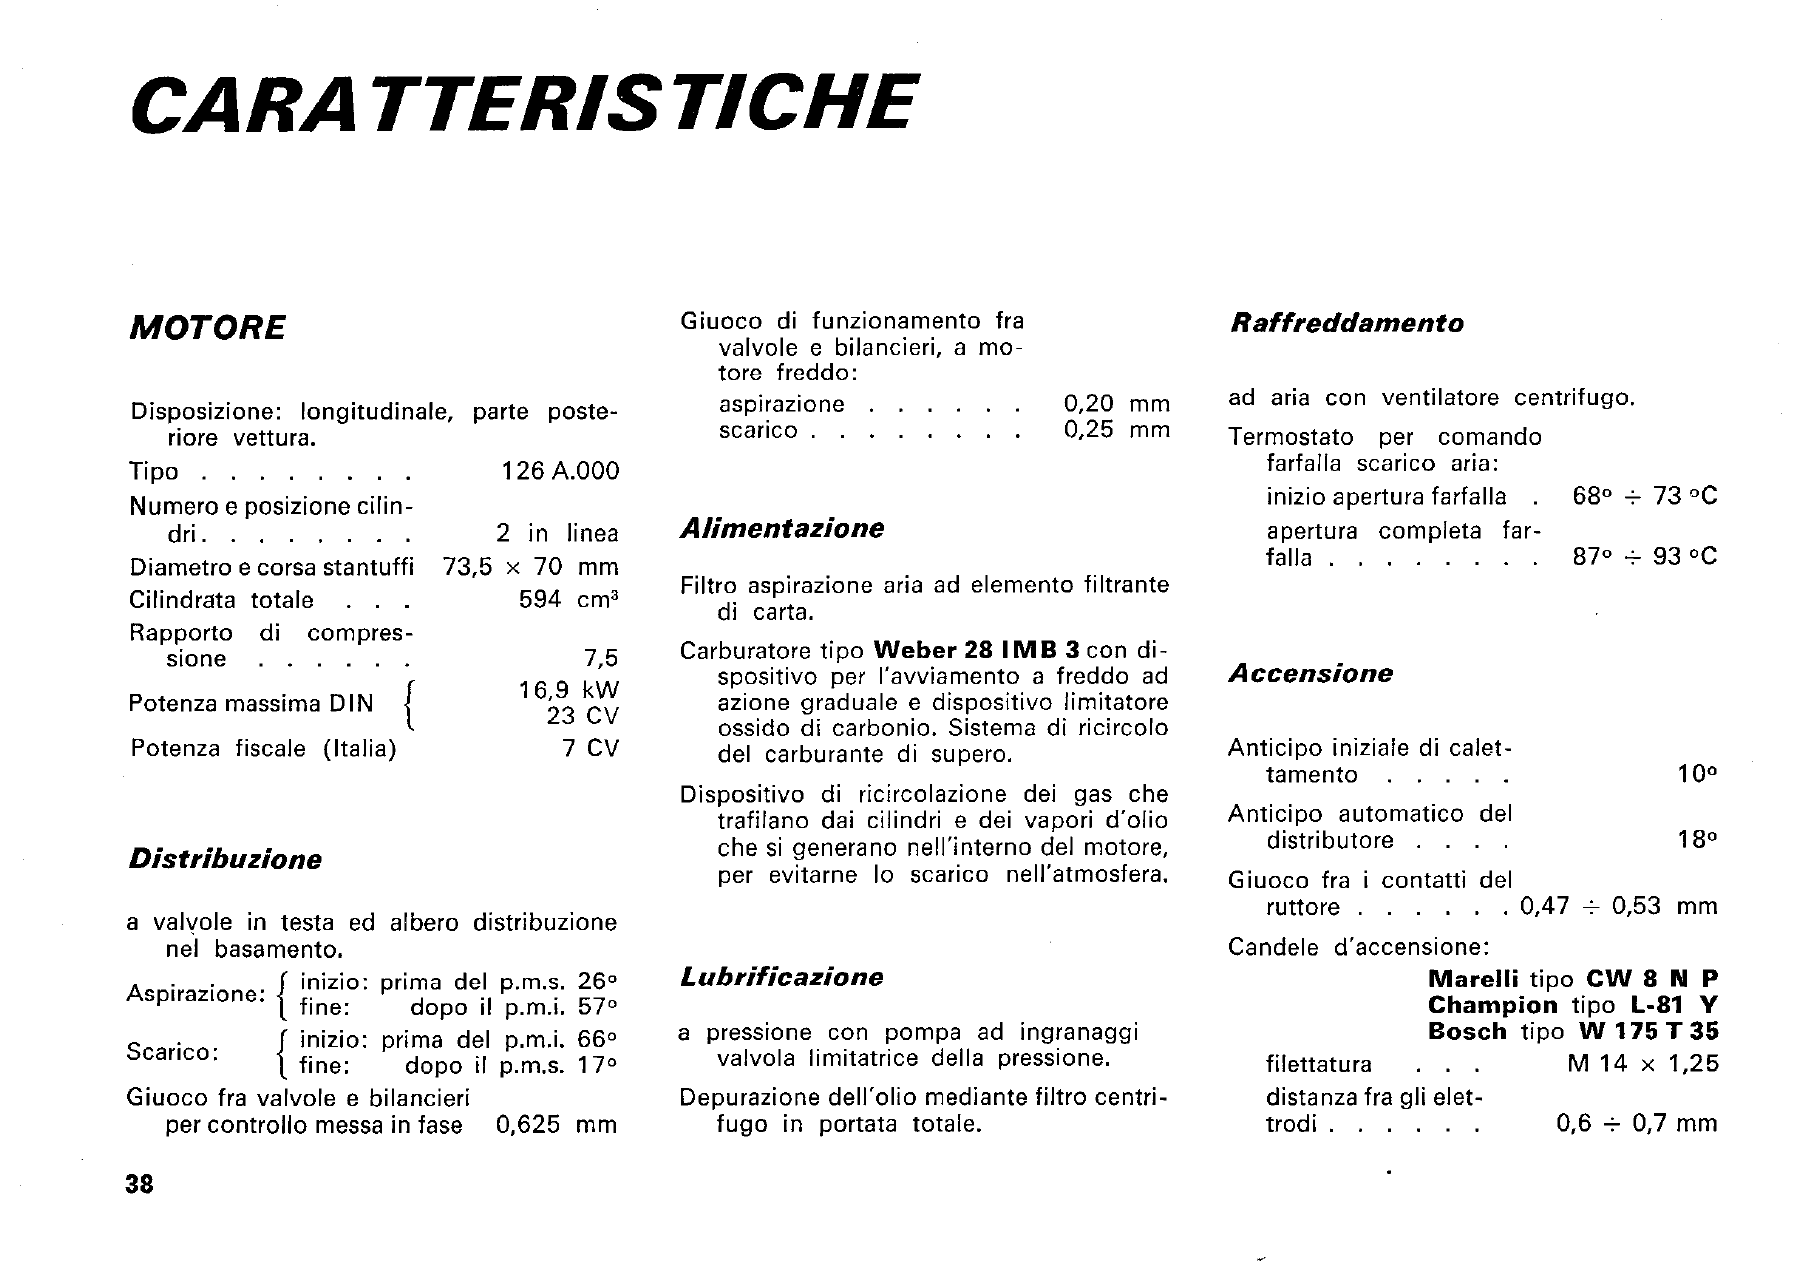 CARATTERISTICHE
MOTORE
Disposizione: longitudinale, parte poste-
riore vettura.
Tipo . . . . . . . . 126 A.000
Numero e posizione cilin-
dri. . . . . . . . 2 in linea
Diametro e corsa stantuffi 73,5 × 70 mm
Cilindrata totale . . . 594 cm³
Rapporto di compres-
sione . . . . . . 7,5
Potenza massima DIN { 16,9 kW
23 CV
Potenza fiscale (Italia) 7 CV
Distribuzione
a valvole in testa ed albero distribuzione
nel basamento.
Aspirazione: { inizio: prima del p.m.s. 26º
fine: dopo il p.m.i. 57º
Scarico: { inizio: prima del p.m.i. 66º
fine: dopo il p.m.s. 17º
Giuoco fra valvole e bilancieri
per controllo messa in fase 0,625 mm
38
Giuoco di funzionamento fra
valvole e bilancieri, a mo-
tore freddo:
aspirazione . . . . . . 0,20 mm
scarico . . . . . . . . 0,25 mm
Alimentazione
Filtro aspirazione aria ad elemento filtrante
di carta.
Carburatore tipo Weber 28 IMB 3 con di-
spositivo per l'avviamento a freddo ad
azione graduale e dispositivo limitatore
ossido di carbonio. Sistema di ricircolo
del carburante di supero.
Dispositivo di ricircolazione dei gas che
trafilano dai cilindri e dei vapori d'olio
che si generano nell'interno del motore,
per evitarne lo scarico nell'atmosfera.
Lubrificazione
a pressione con pompa ad ingranaggi
valvola limitatrice della pressione.
Depurazione dell'olio mediante filtro centri-
fugo in portata totale.
Raffreddamento
ad aria con ventilatore centrifugo.
Termostato per comando
farfalla scarico aria:
inizio apertura farfalla . 68º ÷ 73 ºC
apertura completa far-
falla . . . . . . . . 87º ÷ 93 ºC
Accensione
Anticipo iniziale di calet-
tamento . . . . . 10º
Anticipo automatico del
distributore . . . . 18º
Giuoco fra i contatti del
ruttore . . . . . . 0,47 ÷ 0,53 mm
Candele d'accensione:
Marelli tipo CW 8 N P
Champion tipo L-81 Y
Bosch tipo W 175 T 35
filettatura . . . M 14 × 1,25
distanza fra gli elet-
trodi . . . . . . 0,6 ÷ 0,7 mm